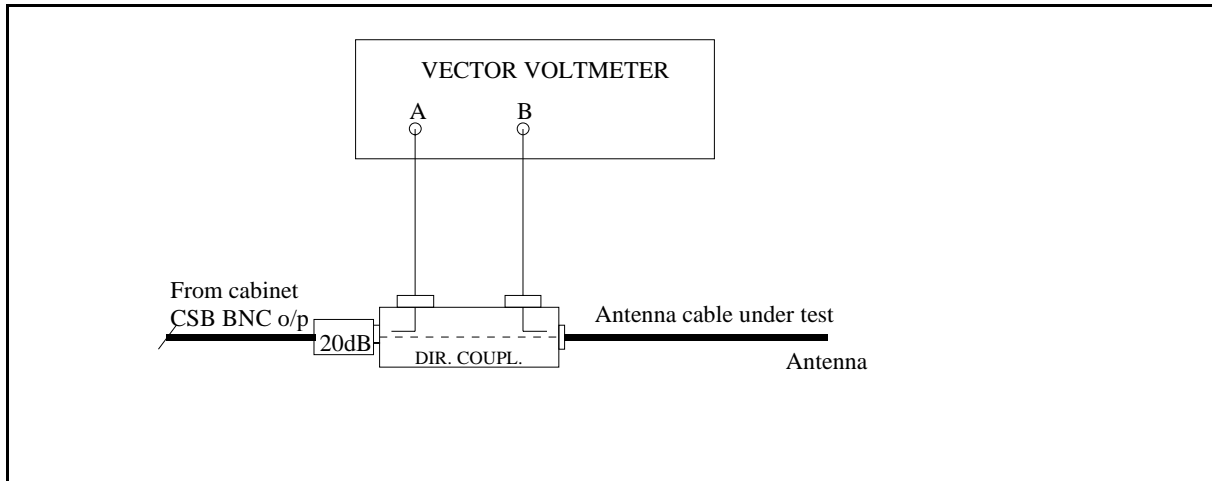 VECTOR VOLTMETER
A B
From cabinet
CSB BNC o/p
20dB
DIR. COUPL.
Antenna cable under test
Antenna